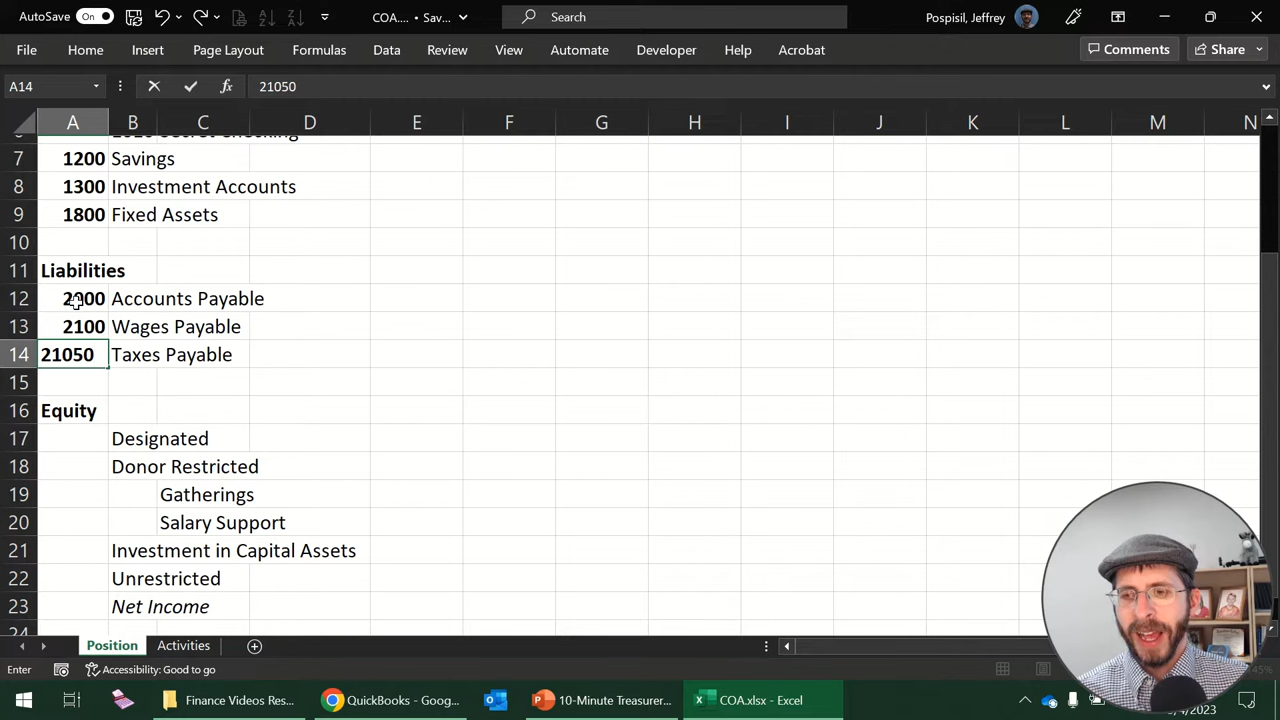 AutoSave On COA.... • Sav... Search Pospisil, Jeffrey
File Home Insert Page Layout Formulas Data Review View Automate Developer Help Acrobat Comments Share
A14 fx 21050
A B C D E F G H I J K L M N
7 1200 Savings
8 1300 Investment Accounts
9 1800 Fixed Assets
10
11 Liabilities
12 2000 Accounts Payable
13 2100 Wages Payable
14 21050 Taxes Payable
15
16 Equity
17 Designated
18 Donor Restricted
19 Gatherings
20 Salary Support
21 Investment in Capital Assets
22 Unrestricted
23 Net Income
24
Position Activities
Enter Accessibility: Good to go
Finance Videos Res... QuickBooks - Goog... 10-Minute Treasurer... COA.xlsx - Excel